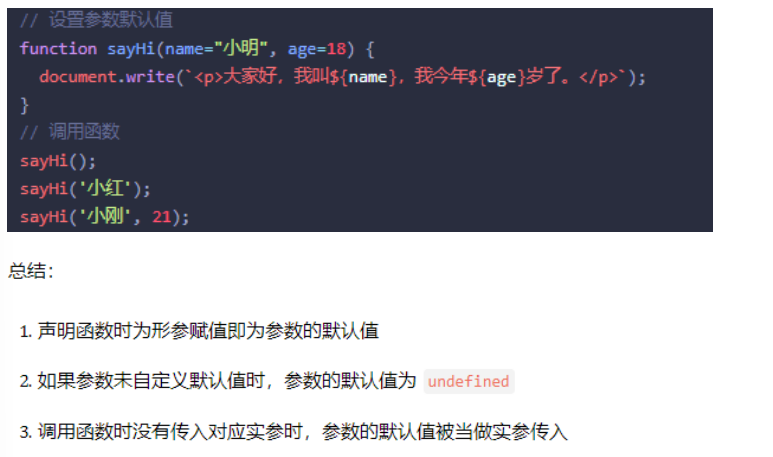 // 设置参数默认值
function sayHi(name="小明", age=18) {
  document.write(`<p>大家好，我叫${name}，我今年${age}岁了。</p>`);
}
// 调用函数
sayHi();
sayHi('小红');
sayHi('小刚', 21);
总结：
1. 声明函数时为形参赋值即为参数的默认值
2. 如果参数未自定义默认值时，参数的默认值为 undefined
3. 调用函数时没有传入对应实参时，参数的默认值被当做实参传入